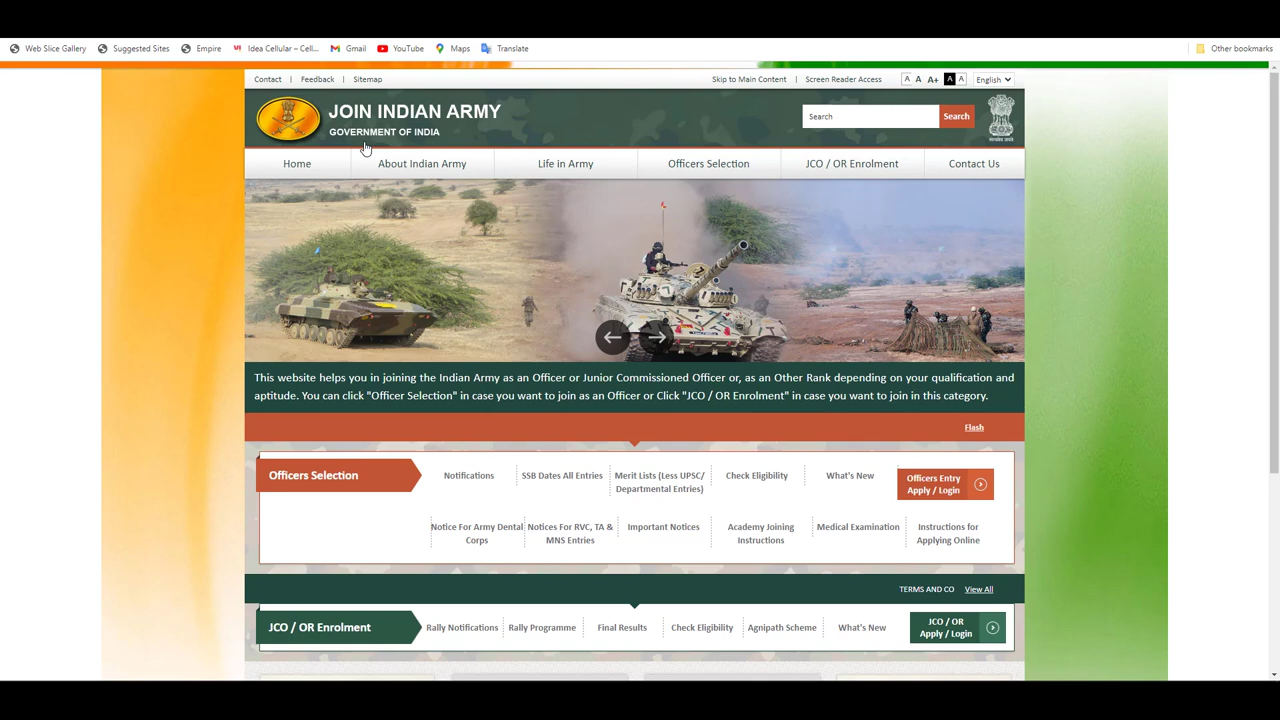 Web Slice Gallery Suggested Sites Empire Idea Cellular – Cell... Gmail YouTube Maps Translate Other bookmarks
Contact Feedback Sitemap Skip to Main Content Screen Reader Access A A A+ A A English
JOIN INDIAN ARMY
GOVERNMENT OF INDIA
Search Search
Home About Indian Army Life in Army Officers Selection JCO / OR Enrolment Contact Us
This website helps you in joining the Indian Army as an Officer or Junior Commissioned Officer or, as an Other Rank depending on your qualification and
aptitude. You can click "Officer Selection" in case you want to join as an Officer or Click "JCO / OR Enrolment" in case you want to join in this category.
Flash
Officers Selection
Notifications
SSB Dates All Entries
Merit Lists (Less UPSC/
Departmental Entries)
Check Eligibility
What's New
Officers Entry
Apply / Login
Notice For Army Dental
Corps
Notices For RVC, TA &
MNS Entries
Important Notices
Academy Joining
Instructions
Medical Examination
Instructions for
Applying Online
TERMS AND CO View All
JCO / OR Enrolment
Rally Notifications
Rally Programme
Final Results
Check Eligibility
Agnipath Scheme
What's New
JCO / OR
Apply / Login